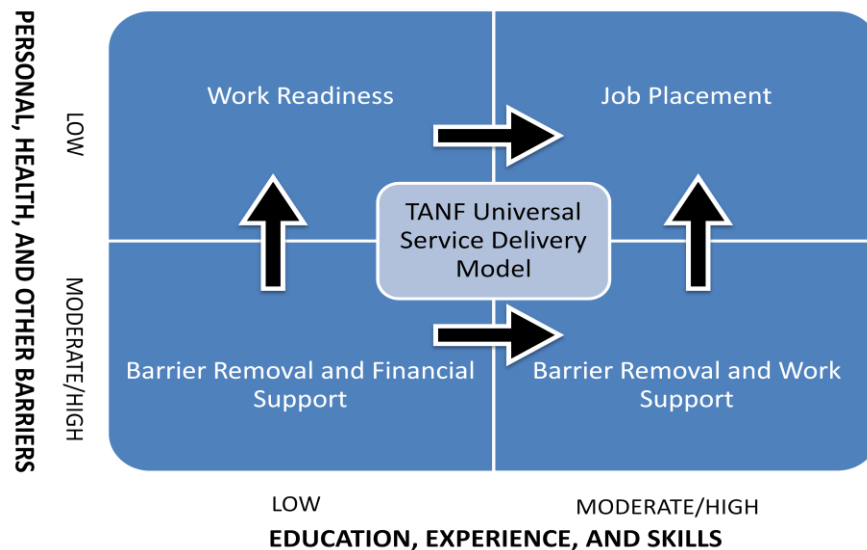 PERSONAL, HEALTH, AND OTHER BARRIERS
LOW
MODERATE/HIGH
Work Readiness
Job Placement
TANF Universal
Service Delivery
Model
Barrier Removal and Financial
Support
Barrier Removal and Work
Support
LOW
MODERATE/HIGH
EDUCATION, EXPERIENCE, AND SKILLS